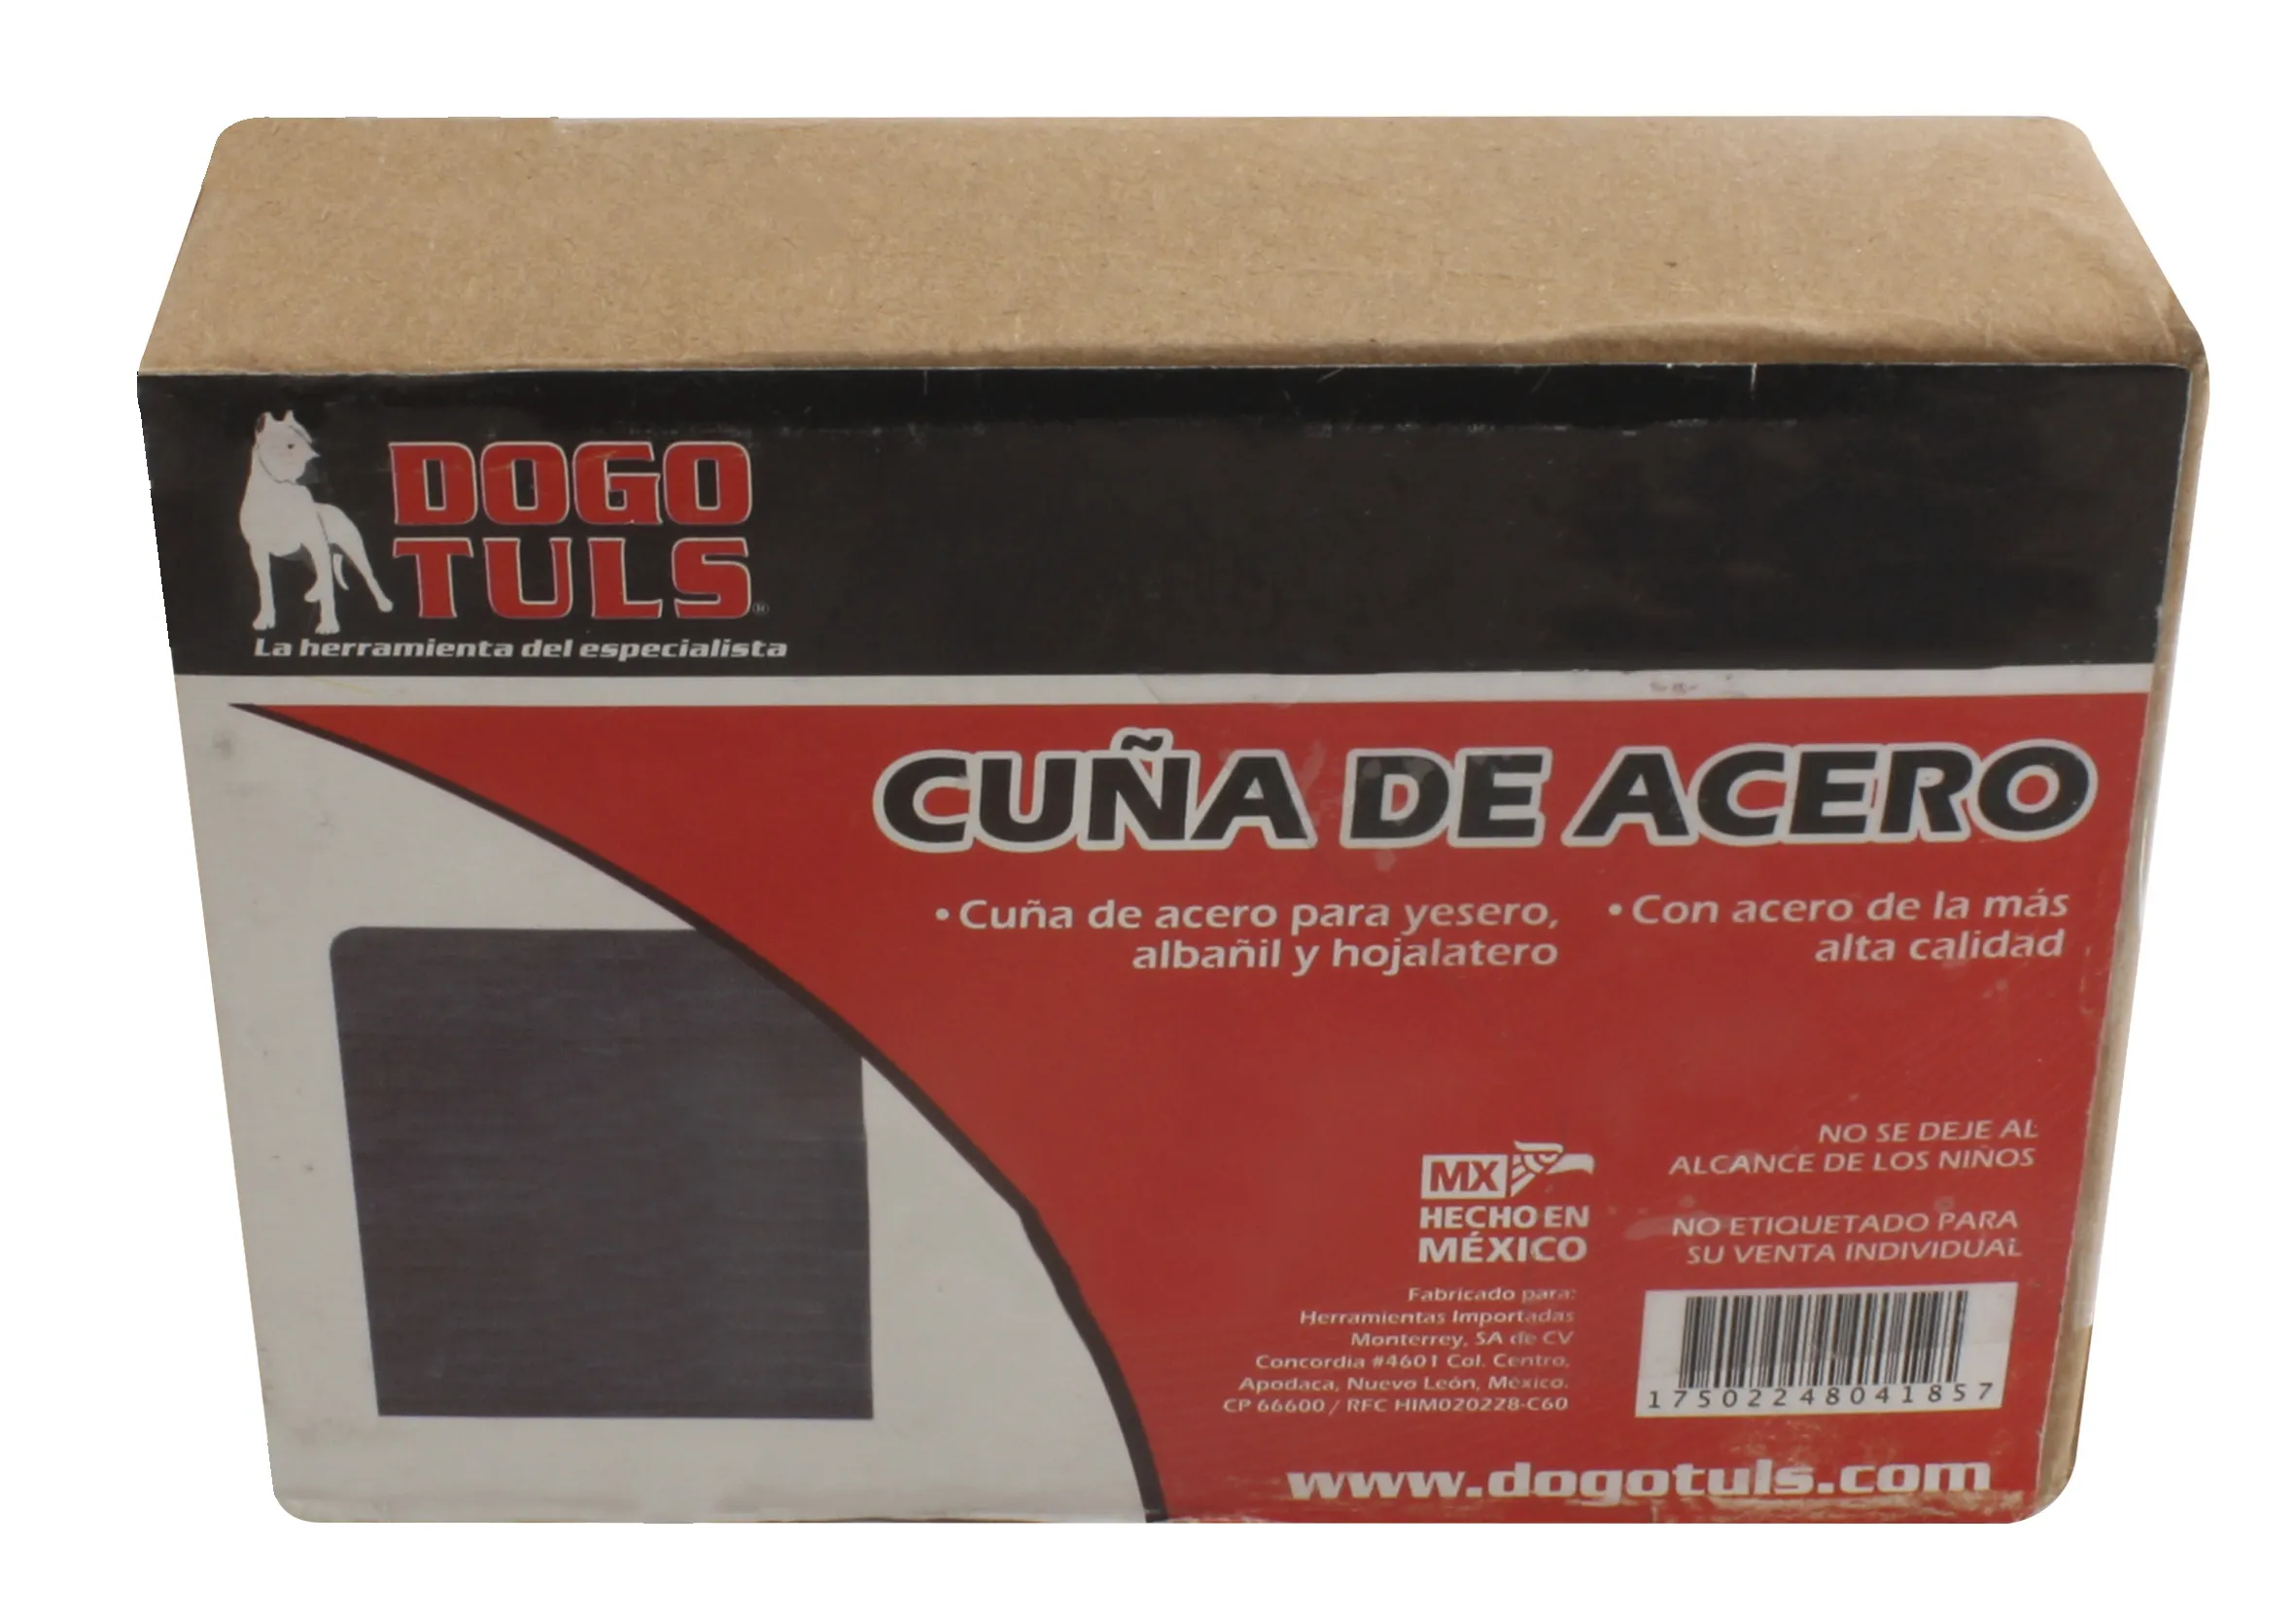 DOGO
TULS®
La herramienta del especialista
CUÑA DE ACERO
• Cuña de acero para yesero,
albañil y hojalatero
• Con acero de la más
alta calidad
NO SE DEJE AL
ALCANCE DE LOS NIÑOS
MX
HECHO EN
MÉXICO
NO ETIQUETADO PARA
SU VENTA INDIVIDUAL
Fabricado para:
Herramientas Importadas
Monterrey, SA de CV
Concordia #4601 Col. Centro,
Apodaca, Nuevo León, México.
CP 66600 / RFC HIM020228-C60
17502248041857
www.dogotuls.com